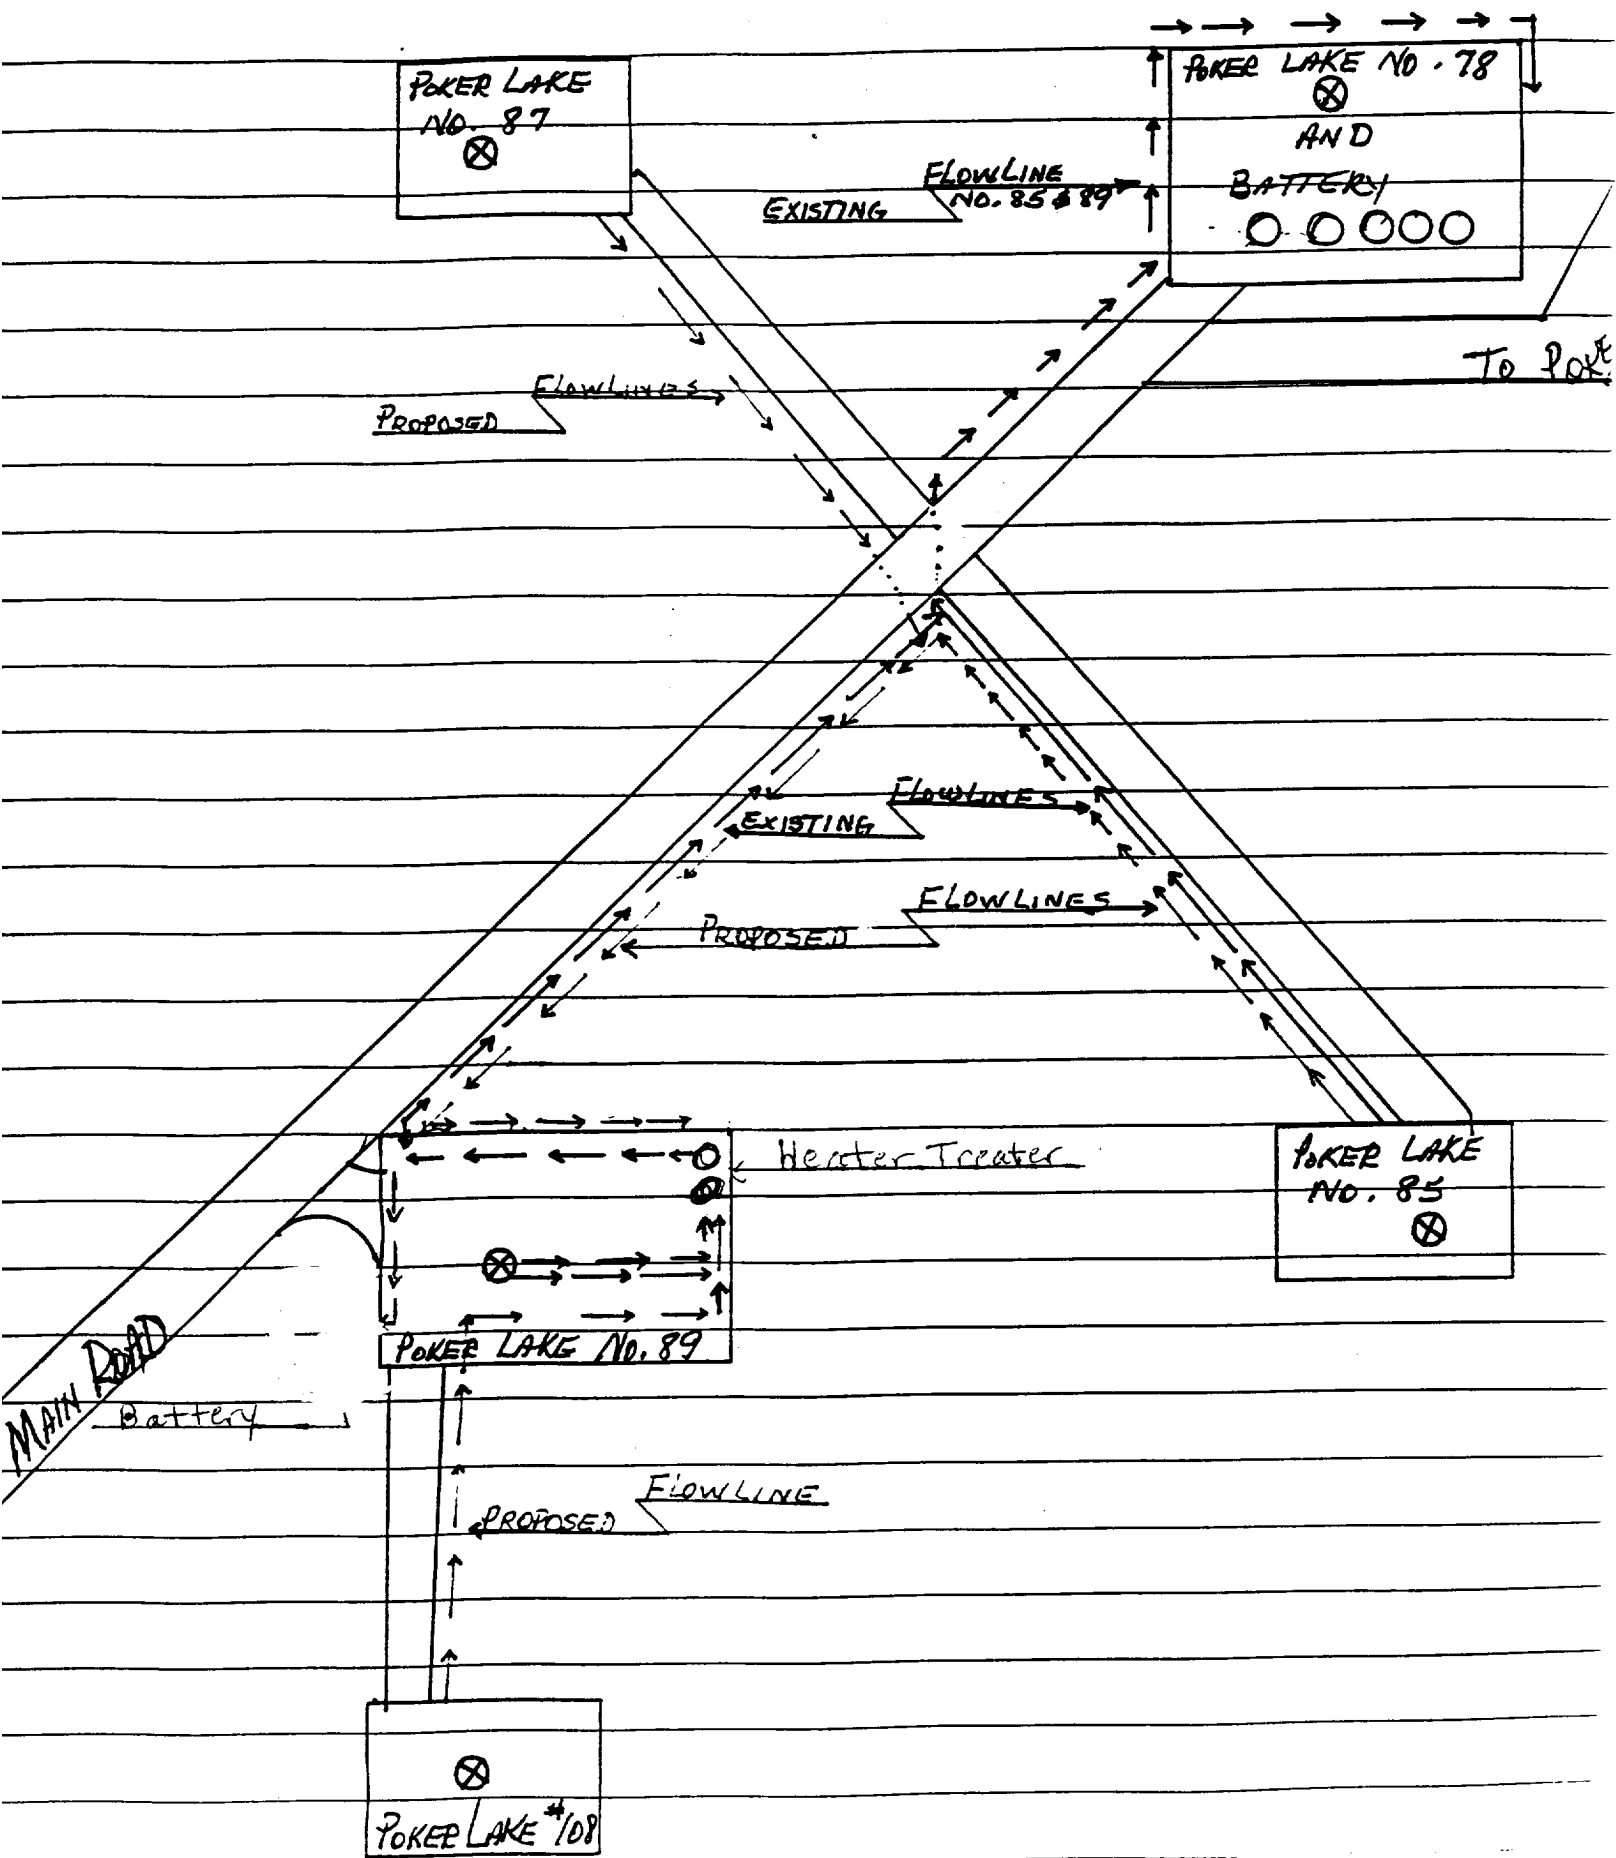 POKER LAKE
NO. 87
POKER LAKE NO. 78
AND
BATTERY
FLOWLINE
NO. 85 & 89
EXISTING
TO
FLOWLINES
PROPOSED
FLOWLINES
EXISTING
FLOWLINES
PROPOSED
Heater Treater
POKER LAKE
NO. 85
POKER LAKE NO. 89
MAIN ROAD
Battery
FLOWLINE
PROPOSED
POKER LAKE #108